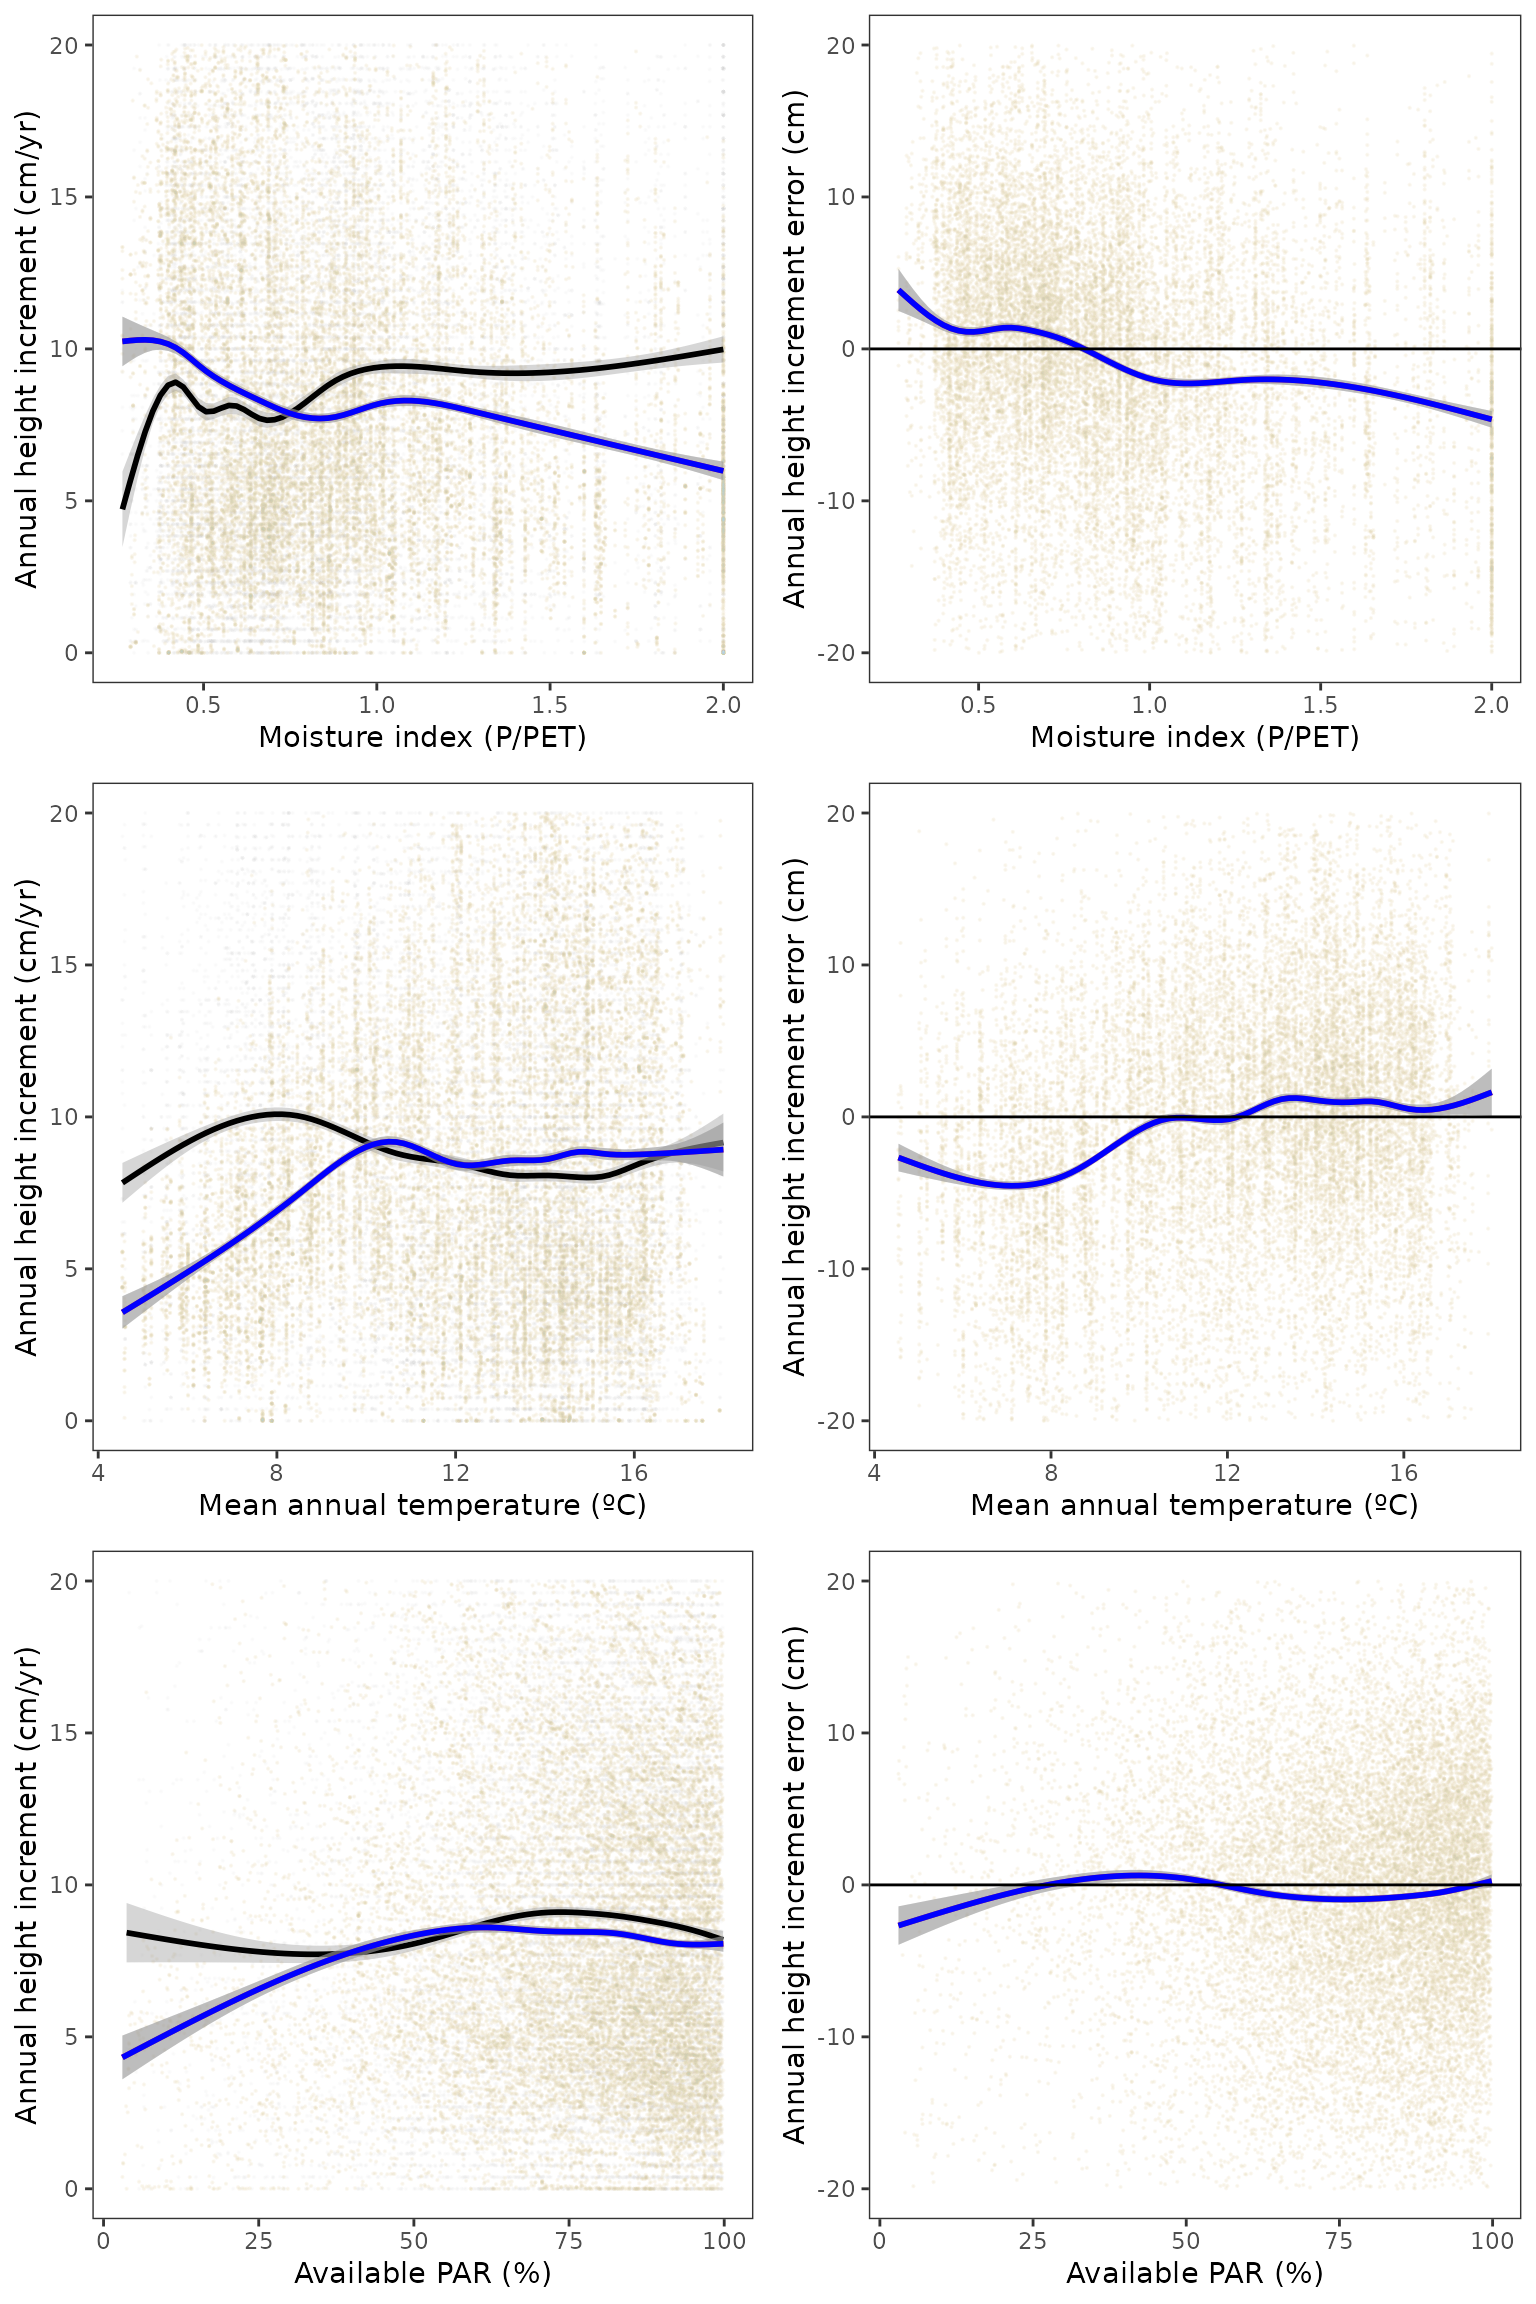 20
15
10
5
0
Annual height increment (cm/yr)
0.5 1.0 1.5 2.0
Moisture index (P/PET)
20
10
0
-10
-20
Annual height increment error (cm)
0.5 1.0 1.5 2.0
Moisture index (P/PET)
20
15
10
5
0
Annual height increment (cm/yr)
4 8 12 16
Mean annual temperature (ºC)
20
10
0
-10
-20
Annual height increment error (cm)
4 8 12 16
Mean annual temperature (ºC)
20
15
10
5
0
Annual height increment (cm/yr)
0 25 50 75 100
Available PAR (%)
20
10
0
-10
-20
Annual height increment error (cm)
0 25 50 75 100
Available PAR (%)